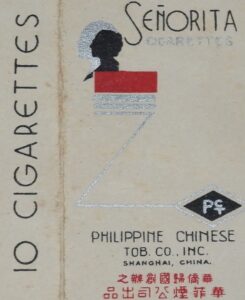 10 CIGARETTES
SEÑORITA
CIGARETTES
PCT
PHILIPPINE CHINESE
TOB. CO., INC.
SHANGHAI, CHINA.
華僑歸國創辦之
華菲煙公司出品